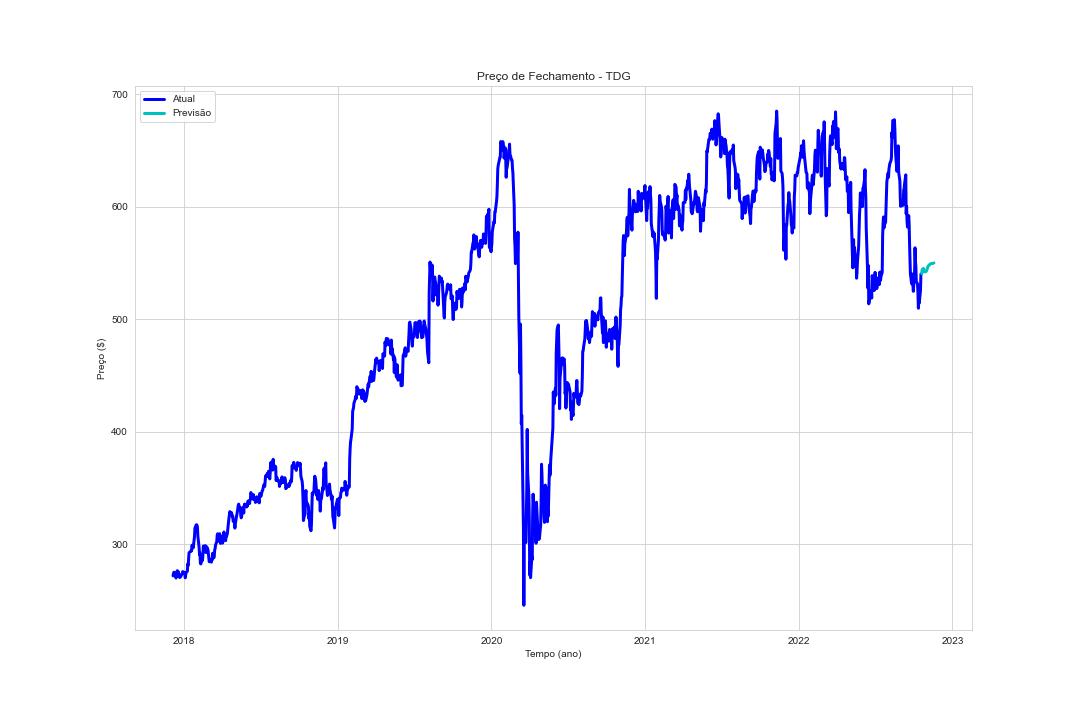 Preço de Fechamento - TDG
Atual
Previsão
700
600
500
400
300
Preço ($)
2018 2019 2020 2021 2022 2023
Tempo (ano)